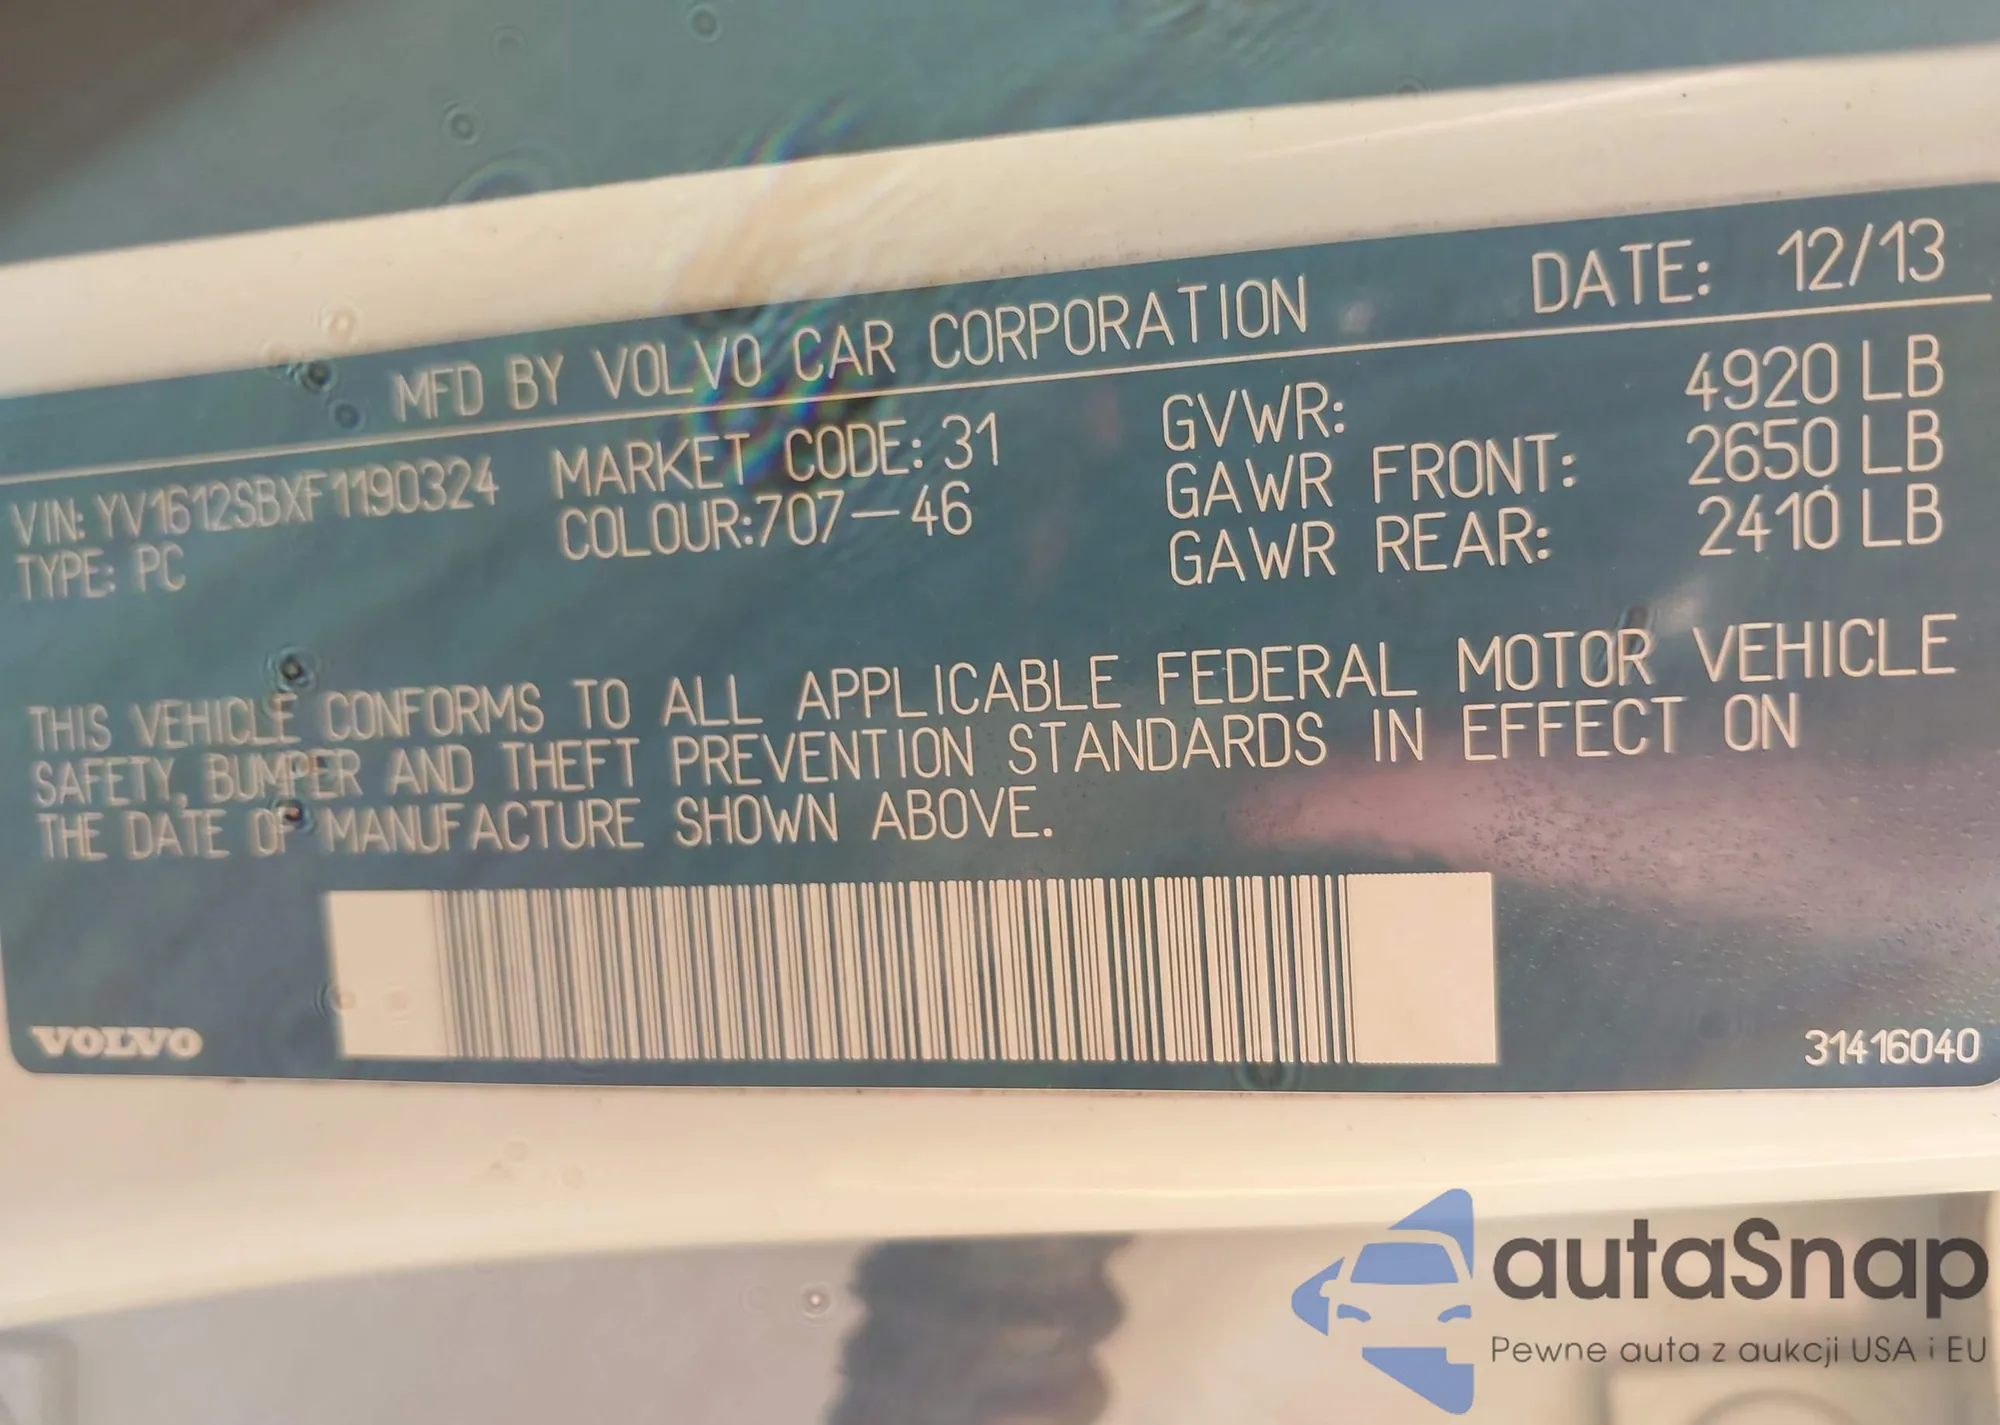 MFD BY VOLVO CAR CORPORATION DATE: 12/13
VIN: YV1612SBXF1190324 MARKET CODE: 31 GVWR: 4920 LB
TYPE: PC COLOUR:707-46 GAWR FRONT: 2650 LB
GAWR REAR: 2410 LB
THIS VEHICLE CONFORMS TO ALL APPLICABLE FEDERAL MOTOR VEHICLE
SAFETY, BUMPER AND THEFT PREVENTION STANDARDS IN EFFECT ON
THE DATE OF MANUFACTURE SHOWN ABOVE.
VOLVO 31416040
autaSnap
Pewne auta z aukcji USA i EU